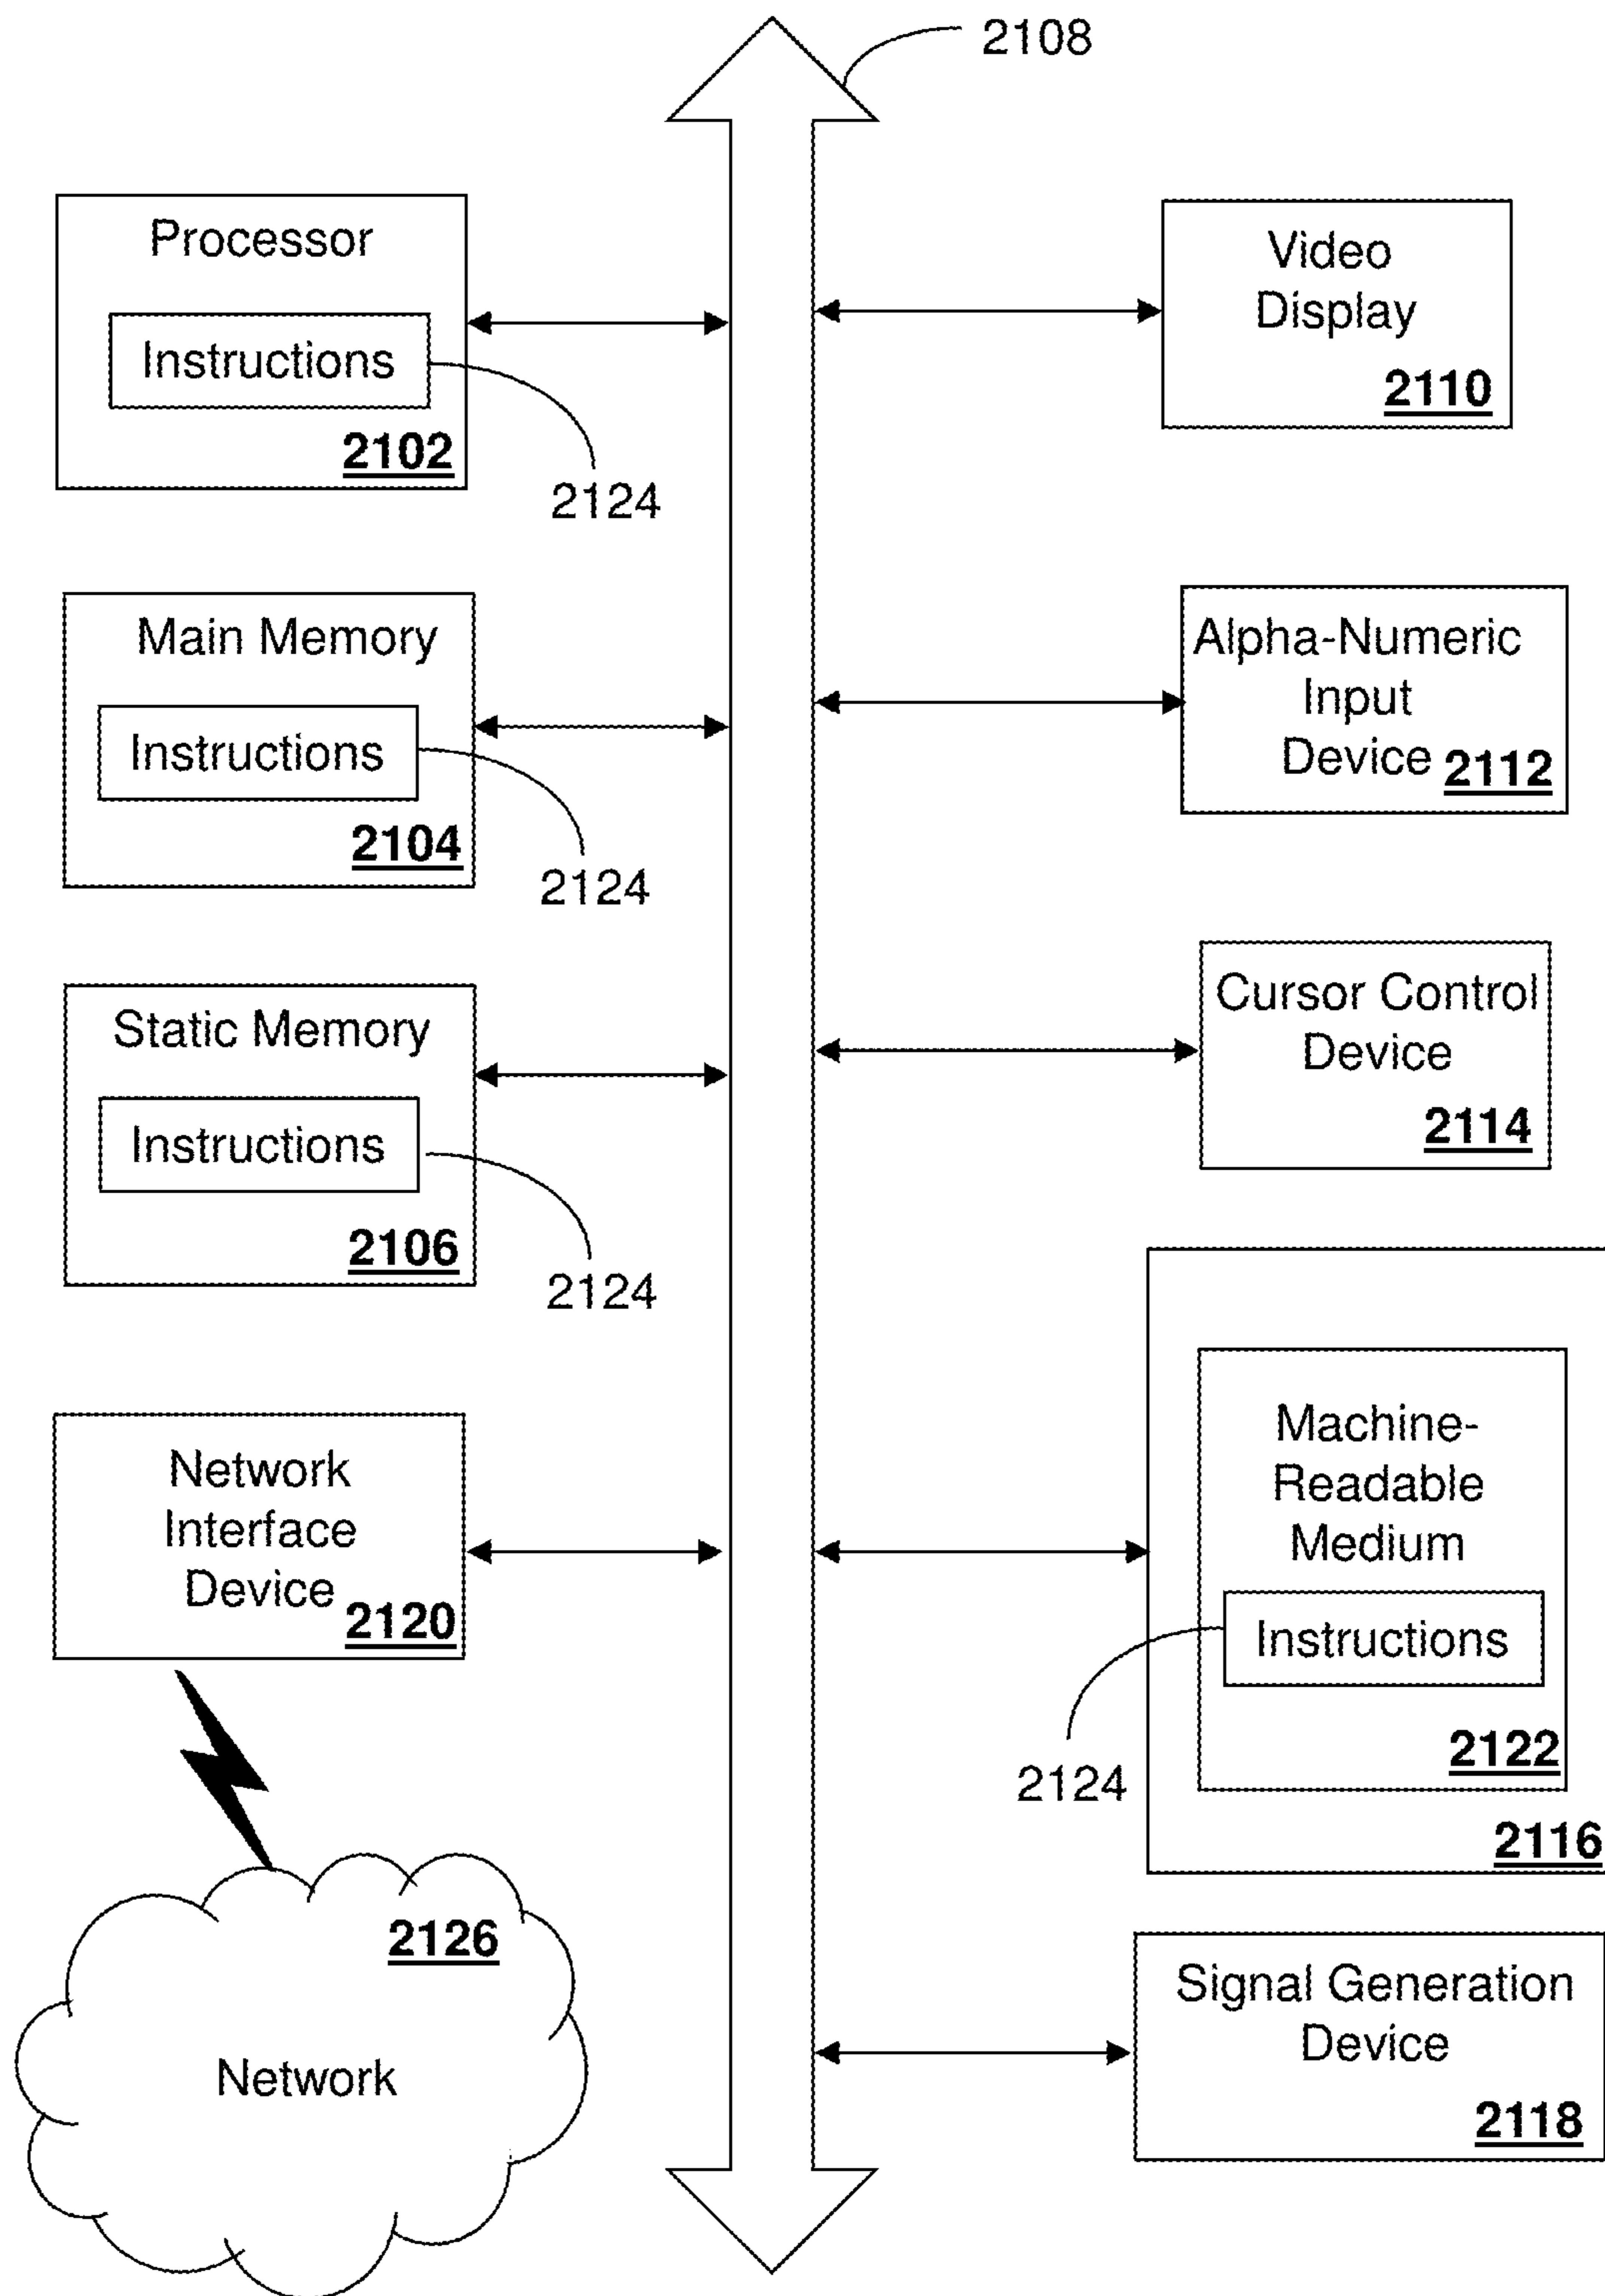 2108
Processor
Instructions
2102
2124
Main Memory
Instructions
2104
2124
Static Memory
Instructions
2106
2124
Network
Interface
Device
2120
2126
Network
Video
Display
2110
Alpha-Numeric
Input
Device
2112
Cursor Control
Device
2114
Machine-
Readable
Medium
Instructions
2122
2124
2116
Signal Generation
Device
2118